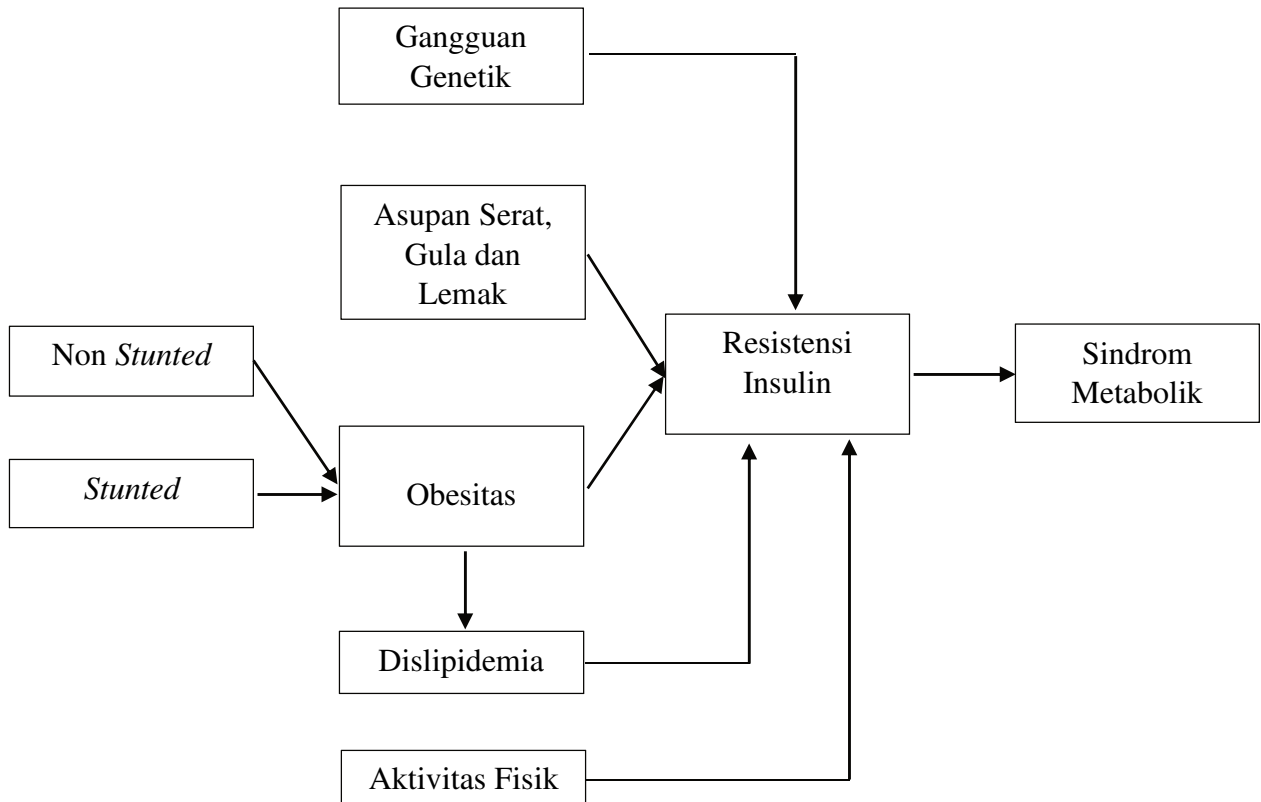 Gangguan
Genetik
Asupan Serat,
Gula dan
Lemak
Non Stunted
Stunted
Obesitas
Resistensi
Insulin
Sindrom
Metabolik
Dislipidemia
Aktivitas Fisik